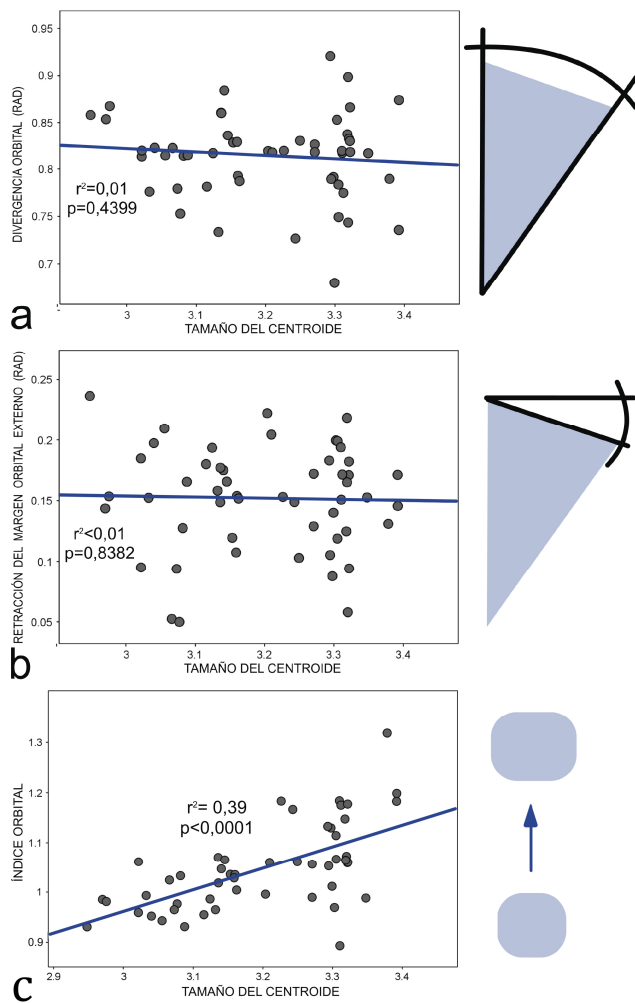 DIVERGENCIA ORBITAL (RAD)
0.95
0.9
0.85
0.8
0.75
0.7
r²=0,01
p=0,4399
3
3.1
3.2
3.3
3.4
TAMAÑO DEL CENTROIDE
a
RETRACCIÓN DEL MARGEN ORBITAL EXTERNO (RAD)
0.25
0.2
0.15
0.1
0.05
r²<0,01
p=0,8382
3
3.1
3.2
3.3
3.4
TAMAÑO DEL CENTROIDE
b
ÍNDICE ORBITAL
1.3
1.2
1.1
1
0.9
r²= 0,39
p<0,0001
2.9
3
3.1
3.2
3.3
3.4
TAMAÑO DEL CENTROIDE
c